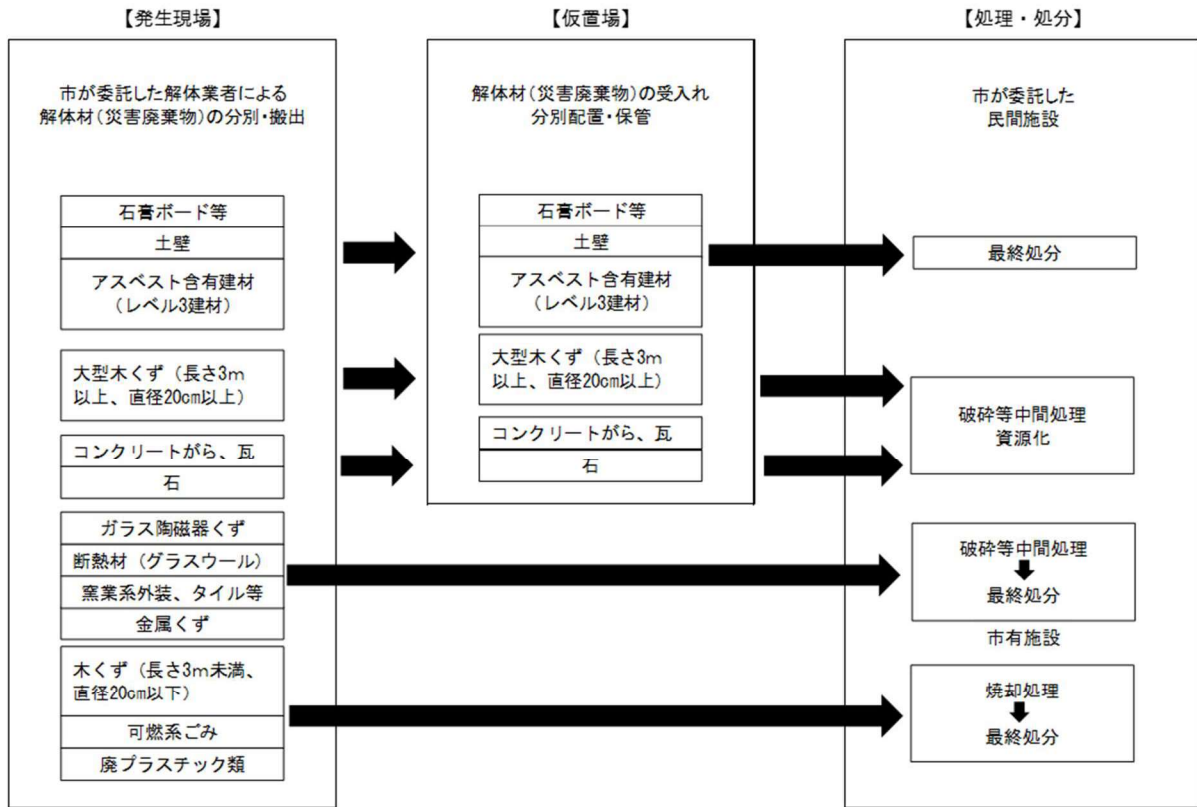 【発生現場】
市が委託した解体業者による
解体材(災害廃棄物)の分別・搬出
石膏ボード等
土壁
アスベスト含有建材
(レベル3建材)
大型木くず(長さ3m
以上、直径20cm以上)
コンクリートがら、瓦
石
ガラス陶磁器くず
断熱材(グラスウール)
窯業系外装、タイル等
金属くず
木くず(長さ3m未満、
直径20cm以下)
可燃系ごみ
廃プラスチック類
【仮置場】
解体材(災害廃棄物)の受入れ
分別配置・保管
石膏ボード等
土壁
アスベスト含有建材
(レベル3建材)
大型木くず(長さ3m
以上、直径20cm以上)
コンクリートがら、瓦
石
【処理・処分】
市が委託した
民間施設
最終処分
破砕等中間処理
資源化
破砕等中間処理
最終処分
市有施設
焼却処理
最終処分